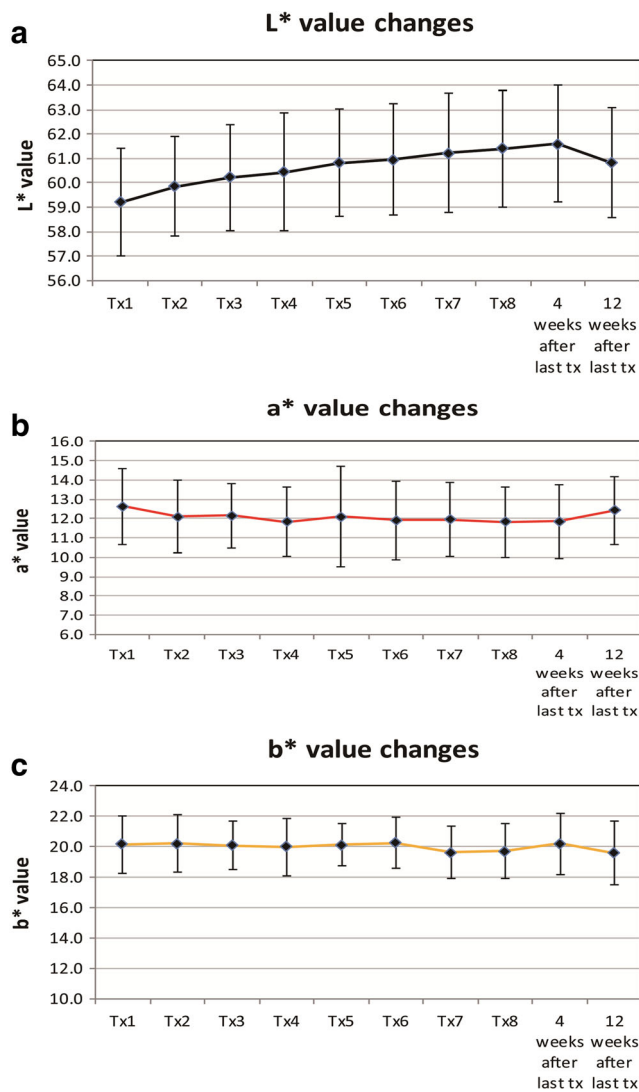 a
L* value changes
L* value
65.0
64.0
63.0
62.0
61.0
60.0
59.0
58.0
57.0
56.0
Tx1 Tx2 Tx3 Tx4 Tx5 Tx6 Tx7 Tx8 4 12
weeks weeks
after after
last tx last tx
b
a* value changes
a* value
16.0
15.0
14.0
13.0
12.0
11.0
10.0
9.0
8.0
7.0
6.0
Tx1 Tx2 Tx3 Tx4 Tx5 Tx6 Tx7 Tx8 4 12
weeks weeks
after after
last tx last tx
c
b* value changes
b* value
24.0
22.0
20.0
18.0
16.0
14.0
12.0
10.0
Tx1 Tx2 Tx3 Tx4 Tx5 Tx6 Tx7 Tx8 4 12
weeks weeks
after after
last tx last tx